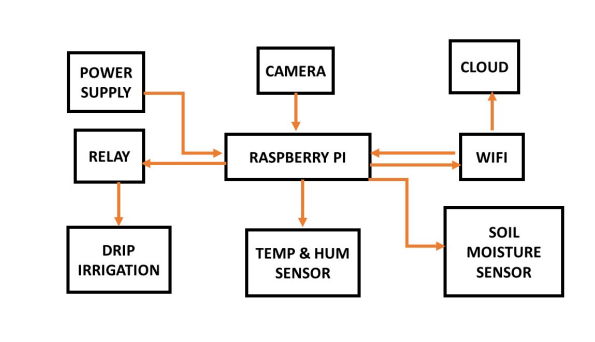 POWER
SUPPLY
CAMERA
CLOUD
RELAY
RASPBERRY PI
WIFI
DRIP
IRRIGATION
TEMP & HUM
SENSOR
SOIL
MOISTURE
SENSOR